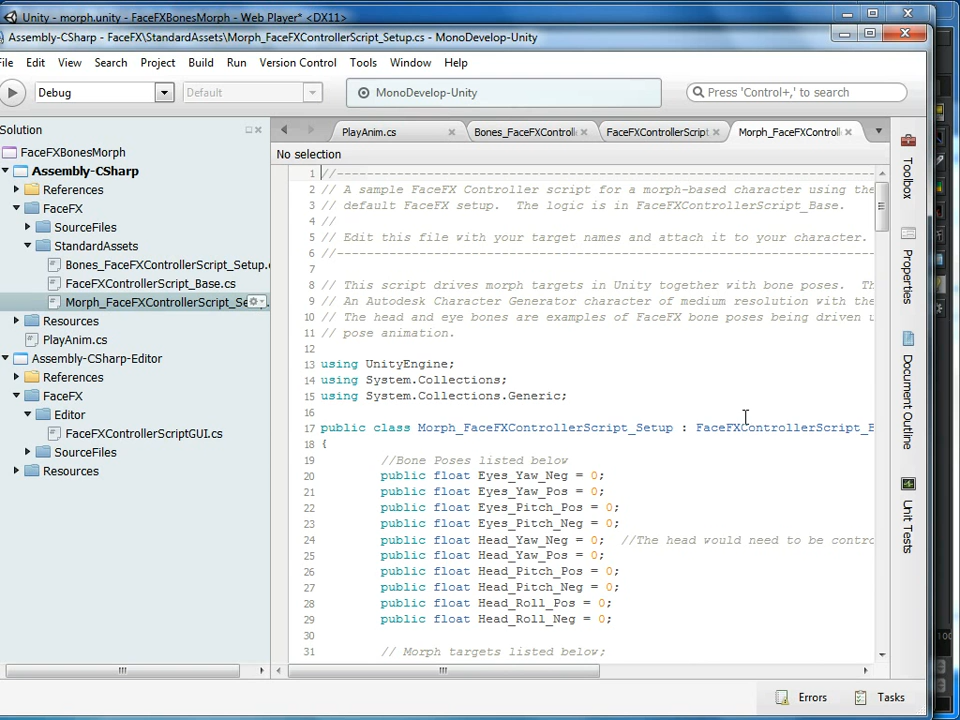 Unity - morph.unity - FaceFXBonesMorph - Web Player* <DX11>
Assembly-CSharp - FaceFX\StandardAssets\Morph_FaceFXControllerScript_Setup.cs - MonoDevelop-Unity
File Edit View Search Project Build Run Version Control Tools Window Help
Debug Default MonoDevelop-Unity Press 'Control+,' to search
Solution
FaceFXBonesMorph
Assembly-CSharp
References
FaceFX
SourceFiles
StandardAssets
Bones_FaceFXControllerScript_Setup.c
FaceFXControllerScript_Base.cs
Morph_FaceFXControllerScript_Se
Resources
PlayAnim.cs
Assembly-CSharp-Editor
References
FaceFX
Editor
FaceFXControllerScriptGUI.cs
SourceFiles
Resources
PlayAnim.cs Bones_FaceFXControll FaceFXControllerScript Morph_FaceFXControll
No selection
1 //------------------------------------------------------------------------
2 // A sample FaceFX Controller script for a morph-based character using the
3 // default FaceFX setup.  The logic is in FaceFXControllerScript_Base.
4 //
5 // Edit this file with your target names and attach it to your character.
6 //------------------------------------------------------------------------
7
8 // This script drives morph targets in Unity together with bone poses.
9 // An Autodesk Character Generator character of medium resolution with the
10 // The head and eye bones are examples of FaceFX bone poses being driven
11 // pose animation.
12
13 using UnityEngine;
14 using System.Collections;
15 using System.Collections.Generic;
16
17 public class Morph_FaceFXControllerScript_Setup : FaceFXControllerScript_B
18 {
19 //Bone Poses listed below
20 public float Eyes_Yaw_Neg = 0;
21 public float Eyes_Yaw_Pos = 0;
22 public float Eyes_Pitch_Pos = 0;
23 public float Eyes_Pitch_Neg = 0;
24 public float Head_Yaw_Neg = 0;  //The head would need to be contro
25 public float Head_Yaw_Pos = 0;
26 public float Head_Pitch_Pos = 0;
27 public float Head_Pitch_Neg = 0;
28 public float Head_Roll_Pos = 0;
29 public float Head_Roll_Neg = 0;
30
31 // Morph targets listed below;
Toolbox
Properties
Document Outline
Unit Tests
Errors Tasks